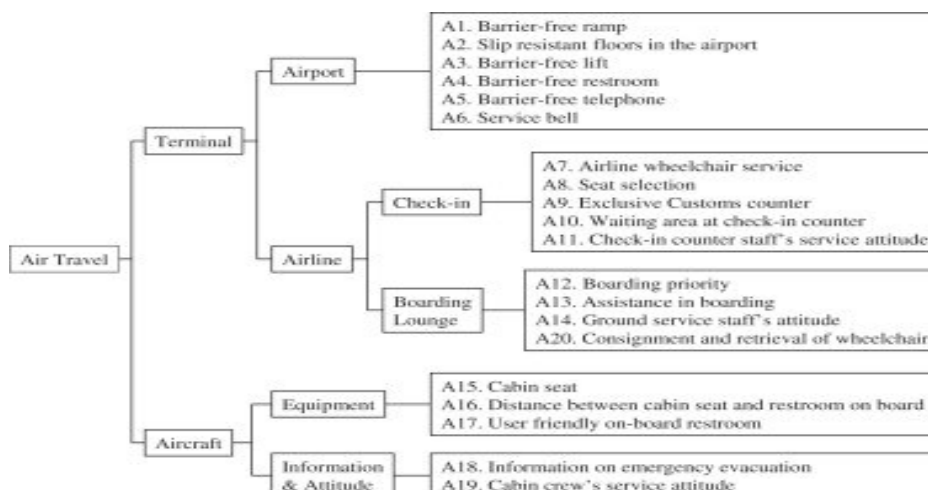 A1. Barrier-free ramp
A2. Slip resistant floors in the airport
Airport
A3. Barrier-free lift
A4. Barrier-free restroom
A5. Barrier-free telephone
A6. Service bell
Terminal
A7. Airline wheelchair service
A8. Seat selection
Check-in
A9. Exclusive Customs counter
A10. Waiting area at check-in counter
A11. Check-in counter staff's service attitude
Air Travel
Airline
A12. Boarding priority
A13. Assistance in boarding
Boarding
Lounge
A14. Ground service staff's attitude
A20. Consignment and retrieval of wheelchair
A15. Cabin seat
Equipment
A16. Distance between cabin seat and restroom on board
A17. User friendly on-board restroom
Aircraft
Information
& Attitude
A18. Information on emergency evacuation
A19. Cabin crew's service attitude